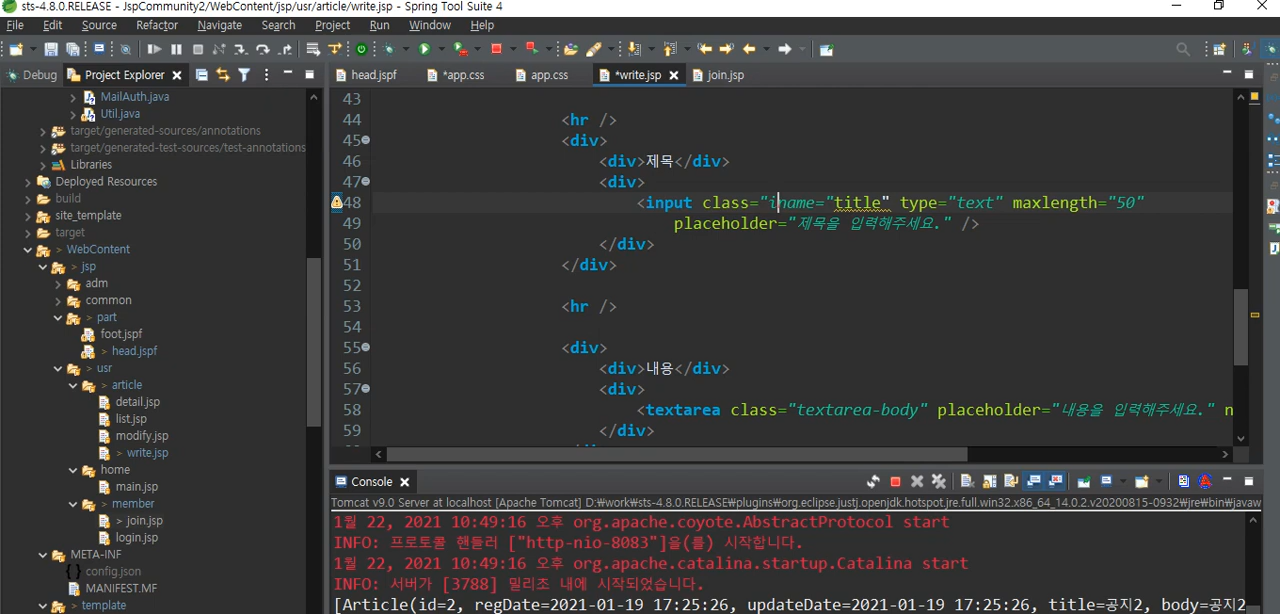 sts-4.8.0.RELEASE - JspCommunity2/WebContent/jsp/usr/article/write.jsp - Spring Tool Suite 4
File Edit Source Refactor Navigate Search Project Run Window Help
Debug Project Explorer
head.jspf *app.css app.css *write.jsp join.jsp
MailAuth.java
Util.java
target/generated-sources/annotations
target/generated-test-sources/test-annotations
Libraries
Deployed Resources
build
site_template
target
> WebContent
> jsp
adm
common
> part
foot.jspf
> head.jspf
> usr
> article
detail.jsp
list.jsp
modify.jsp
> write.jsp
home
main.jsp
> member
> join.jsp
login.jsp
META-INF
config.json
MANIFEST.MF
> template
43
44 <hr />
45 <div>
46 <div>제목</div>
47 <div>
48 <input class="iname="title" type="text" maxlength="50"
49 placeholder="제목을 입력해주세요." />
50 </div>
51 </div>
52
53 <hr />
54
55 <div>
56 <div>내용</div>
57 <div>
58 <textarea class="textarea-body" placeholder="내용을 입력해주세요." n
59 </div>
Console
Tomcat v9.0 Server at localhost [Apache Tomcat] D:₩work₩sts-4.8.0.RELEASE₩plugins₩org.eclipse.justj.openjdk.hotspot.jre.full.win32.x86_64_14.0.2.v20200815-0932₩jre₩bin₩javaw
1월 22, 2021 10:49:16 오후 org.apache.coyote.AbstractProtocol start
INFO: 프로토콜 핸들러 ["http-nio-8083"]을(를) 시작합니다.
1월 22, 2021 10:49:16 오후 org.apache.catalina.startup.Catalina start
INFO: 서버가 [3788] 밀리초 내에 시작되었습니다.
[Article(id=2, regDate=2021-01-19 17:25:26, updateDate=2021-01-19 17:25:26, title=공지2, body=공지2